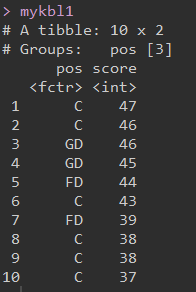 > mykbl1
# A tibble: 10 x 2
# Groups: pos [3]
pos score
<fctr> <int>
1 C 47
2 C 46
3 GD 46
4 GD 45
5 FD 44
6 C 43
7 FD 39
8 C 38
9 C 38
10 C 37